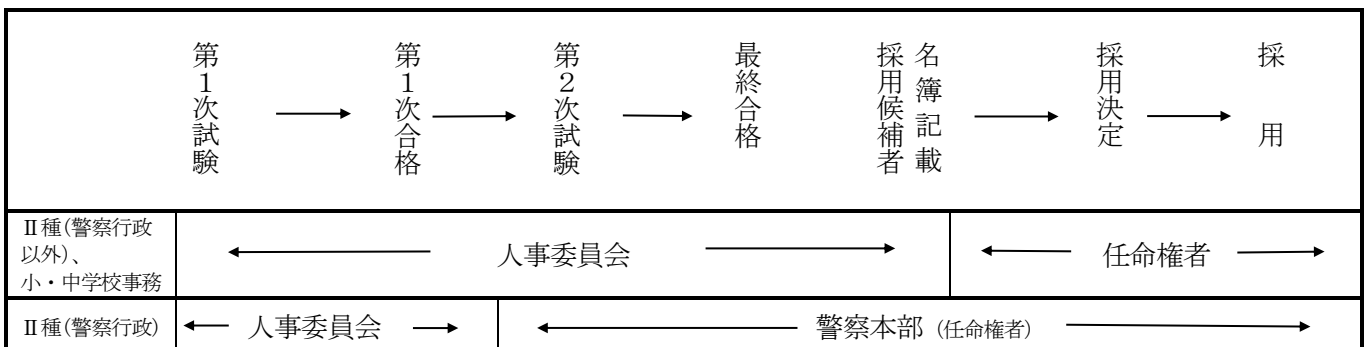 第１次試験
第１次合格
第２次試験
最終合格
採用候補者
名簿記載
採用決定
採用
Ⅱ種(警察行政
以外)、
小・中学校事務
人事委員会
任命権者
Ⅱ種(警察行政)
人事委員会
警察本部 (任命権者)